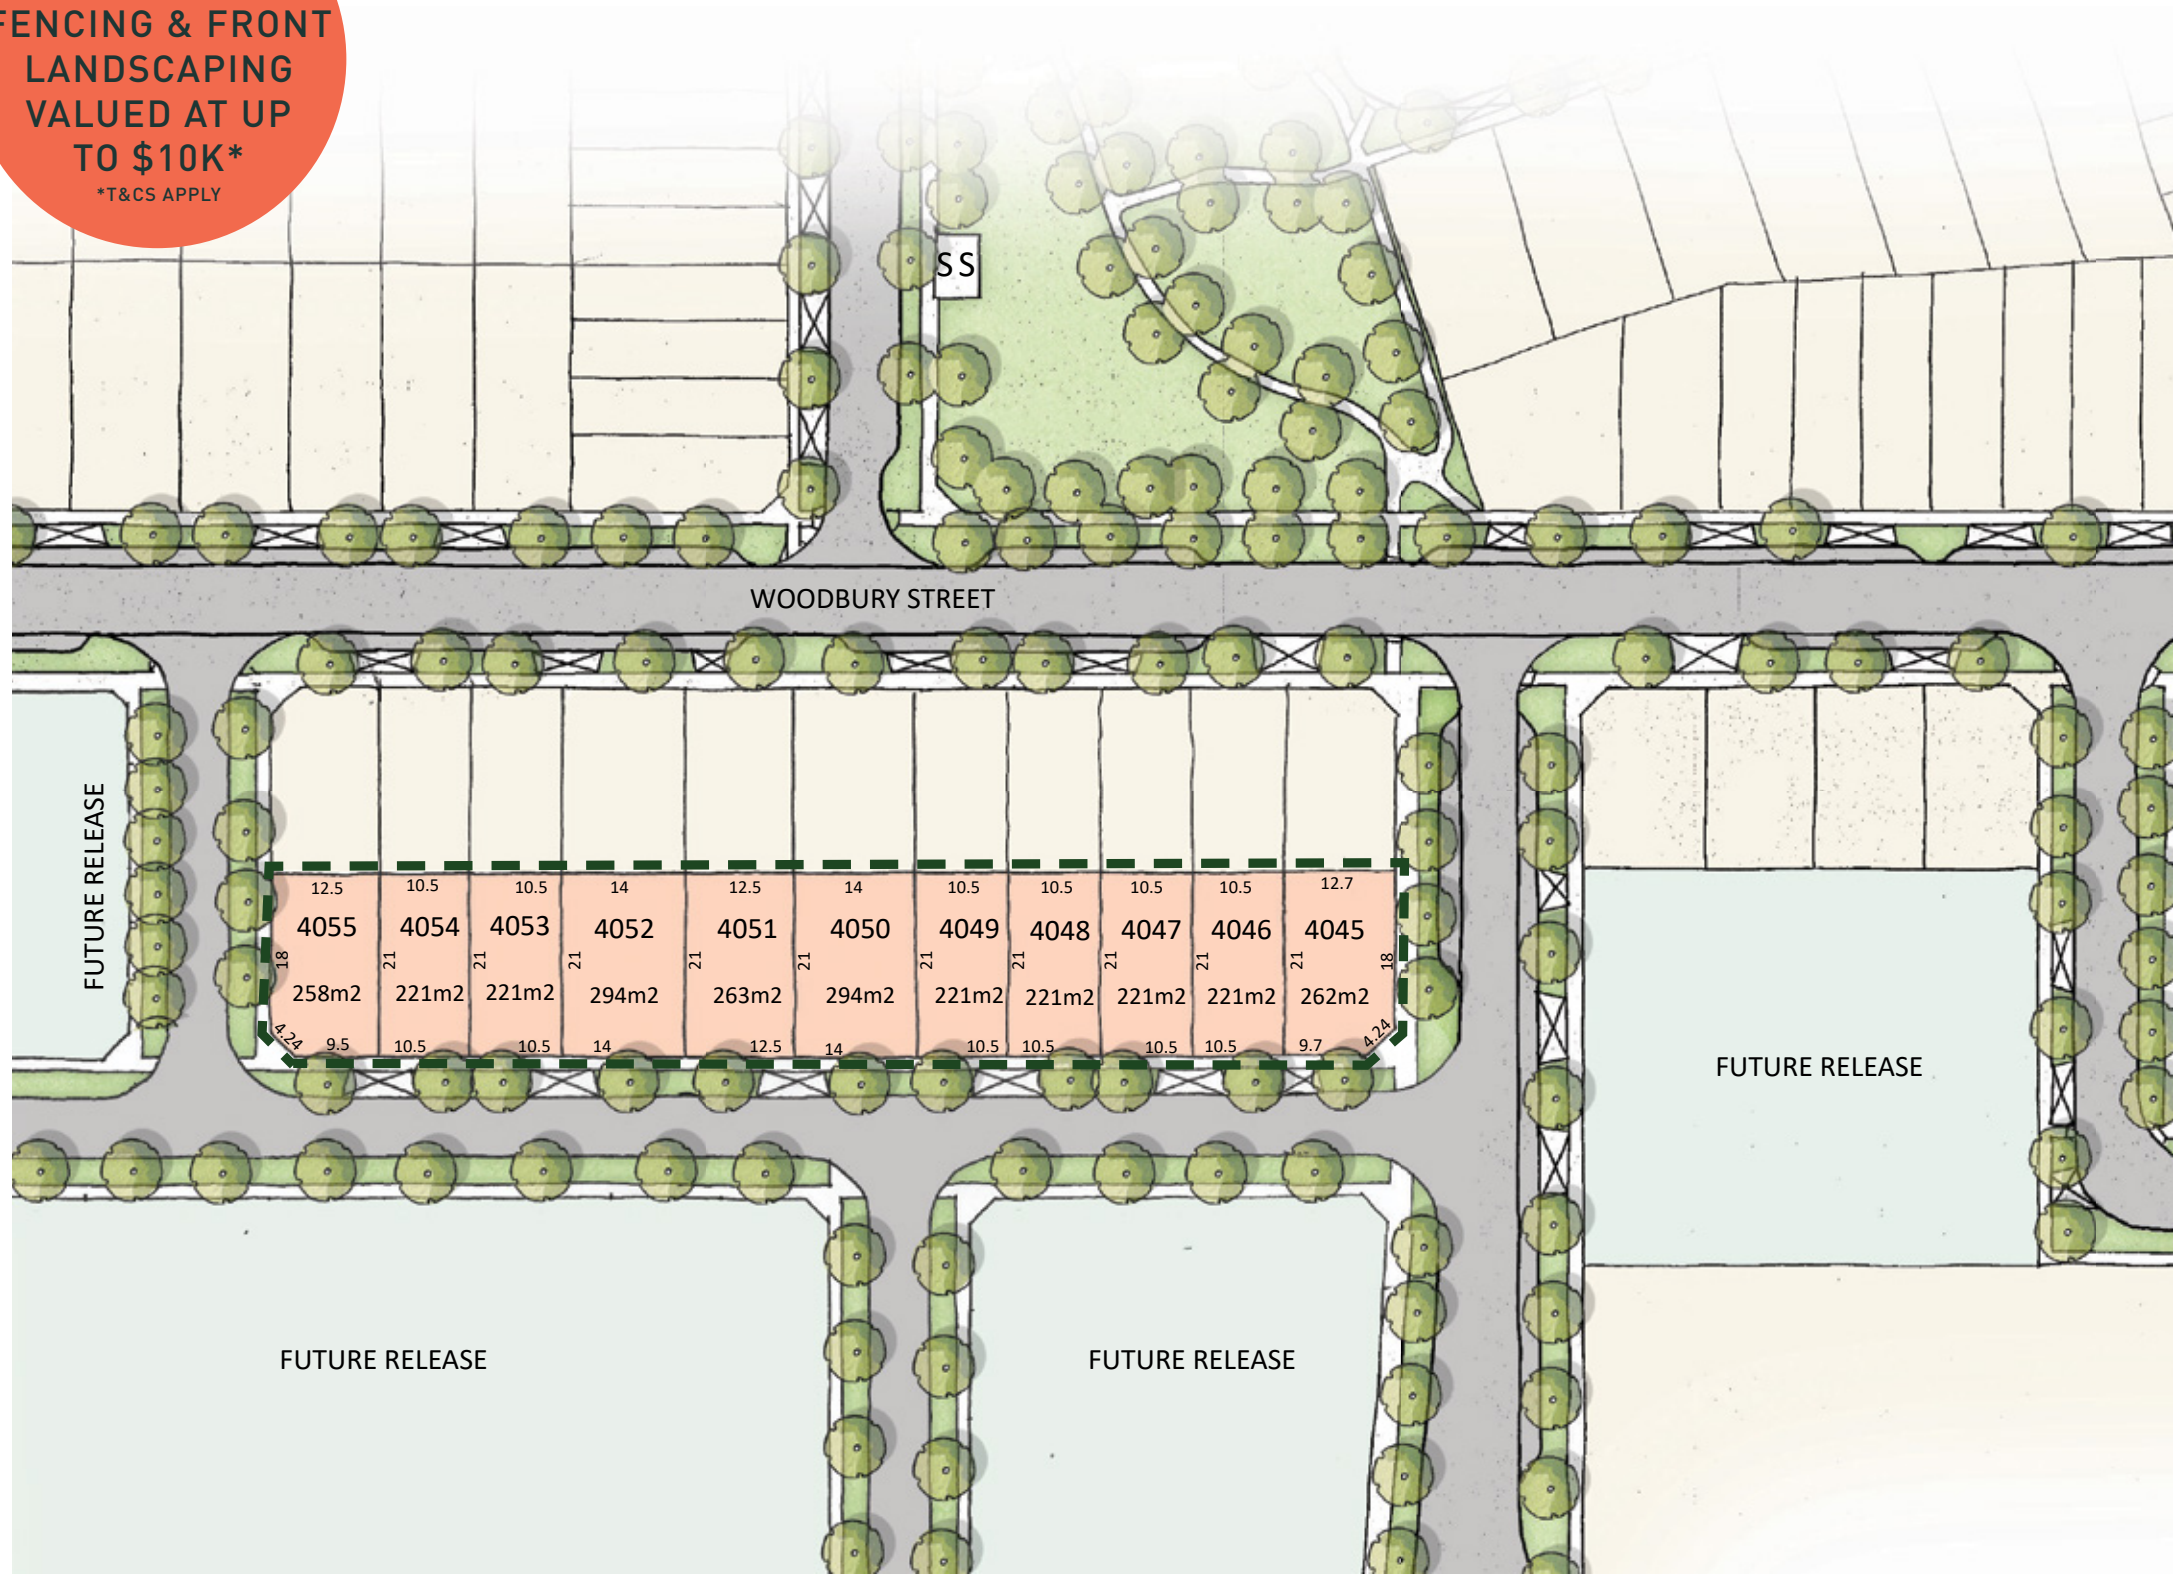 FENCING & FRONT
LANDSCAPING
VALUED AT UP
TO $10K*
*T&CS APPLY
SS
WOODBURY STREET
FUTURE RELEASE
12.5 10.5 10.5 14 12.5 14 10.5 10.5 10.5 10.5 12.7
4055 4054 4053 4052 4051 4050 4049 4048 4047 4046 4045
18 21 21 21 21 21 21 21 21 21 21 18
258m2 221m2 221m2 294m2 263m2 294m2 221m2 221m2 221m2 221m2 262m2
4.24 9.5 10.5 10.5 14 12.5 14 10.5 10.5 10.5 10.5 9.7 4.24
FUTURE RELEASE
FUTURE RELEASE
FUTURE RELEASE